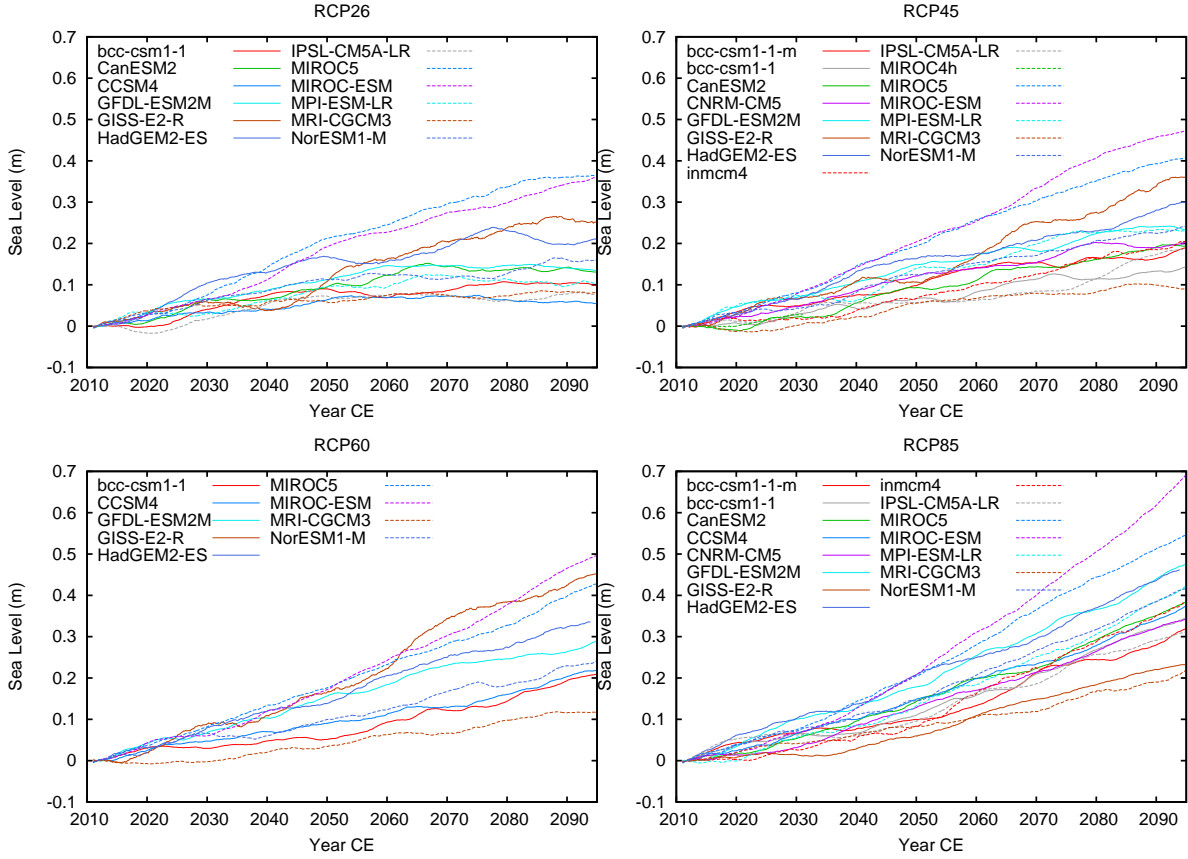 RCP26
0.7
0.6
0.5
0.4
0.3
0.2
0.1
0
-0.1
Sea Level (m)
bcc-csm1-1 IPSL-CM5A-LR
CanESM2 MIROC5
CCSM4 MIROC-ESM
GFDL-ESM2M MPI-ESM-LR
GISS-E2-R MRI-CGCM3
HadGEM2-ES NorESM1-M
2010 2020 2030 2040 2050 2060 2070 2080 2090
Year CE
RCP45
0.7
0.6
0.5
0.4
0.3
0.2
0.1
0
-0.1
Sea Level (m)
bcc-csm1-1-m IPSL-CM5A-LR
bcc-csm1-1 MIROC4h
CanESM2 MIROC5
CNRM-CM5 MIROC-ESM
GFDL-ESM2M MPI-ESM-LR
GISS-E2-R MRI-CGCM3
HadGEM2-ES NorESM1-M
inmcm4
2010 2020 2030 2040 2050 2060 2070 2080 2090
Year CE
RCP60
0.7
0.6
0.5
0.4
0.3
0.2
0.1
0
-0.1
Sea Level (m)
bcc-csm1-1 MIROC5
CCSM4 MIROC-ESM
GFDL-ESM2M MRI-CGCM3
GISS-E2-R NorESM1-M
HadGEM2-ES
2010 2020 2030 2040 2050 2060 2070 2080 2090
Year CE
RCP85
0.7
0.6
0.5
0.4
0.3
0.2
0.1
0
-0.1
Sea Level (m)
bcc-csm1-1-m inmcm4
bcc-csm1-1 IPSL-CM5A-LR
CanESM2 MIROC5
CCSM4 MIROC-ESM
CNRM-CM5 MPI-ESM-LR
GFDL-ESM2M MRI-CGCM3
GISS-E2-R NorESM1-M
HadGEM2-ES
2010 2020 2030 2040 2050 2060 2070 2080 2090
Year CE